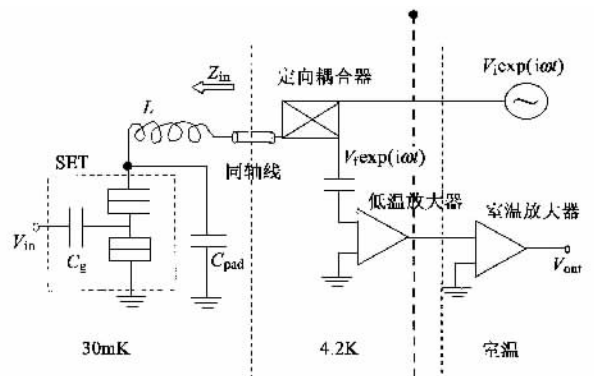 Z_in
定向耦合器
V_i exp(iωt)
L
SET
同轴线
V_r exp(iωt)
低温放大器
室温放大器
V_in
C_g
C_pad
V_out
30mK
4.2K
室温